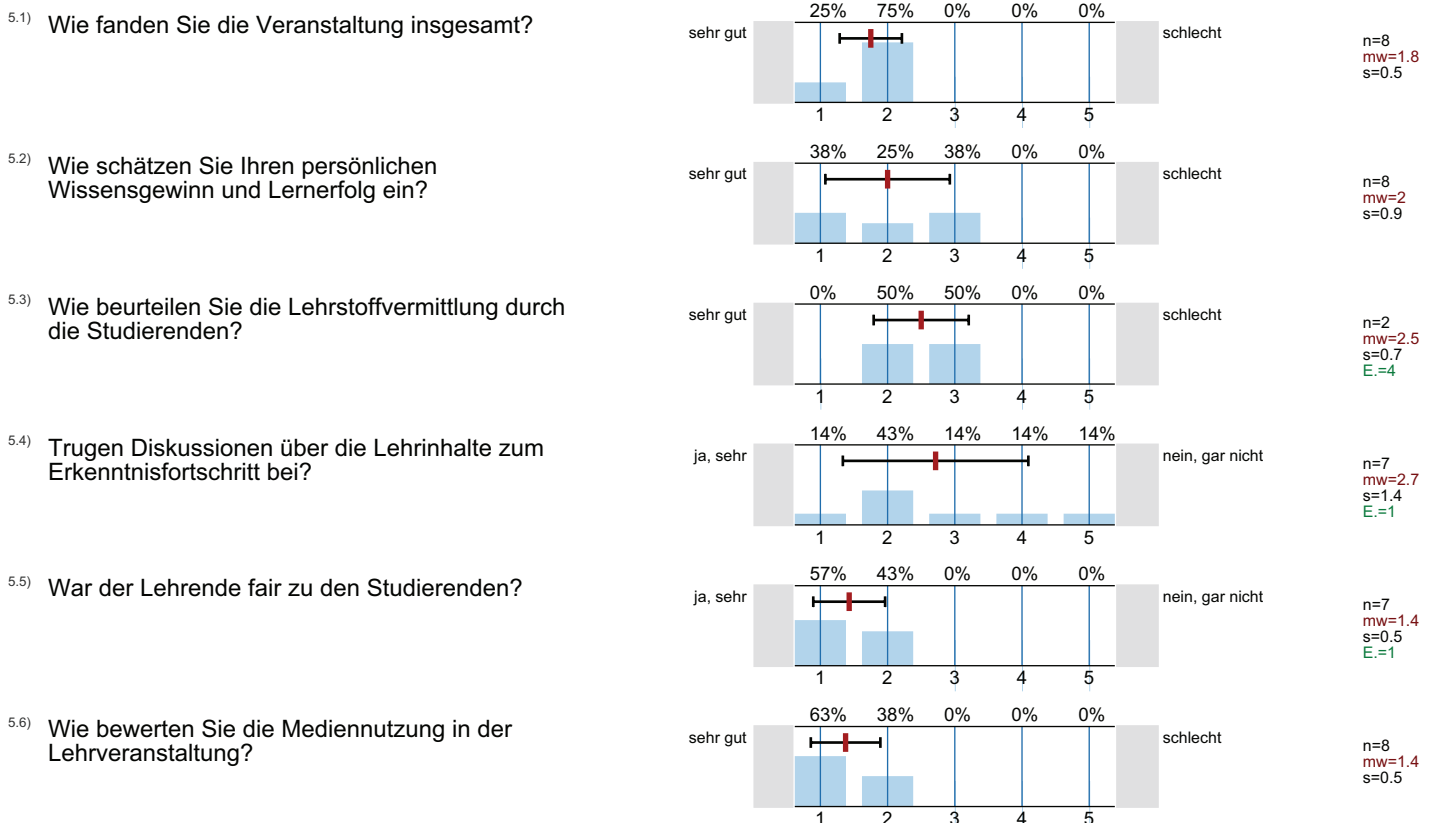 5.1) Wie fanden Sie die Veranstaltung insgesamt?
25% 75% 0% 0% 0%
sehr gut schlecht
n=8
mw=1.8
s=0.5
1 2 3 4 5
5.2) Wie schätzen Sie Ihren persönlichen
Wissensgewinn und Lernerfolg ein?
38% 25% 38% 0% 0%
sehr gut schlecht
n=8
mw=2
s=0.9
1 2 3 4 5
5.3) Wie beurteilen Sie die Lehrstoffvermittlung durch
die Studierenden?
0% 50% 50% 0% 0%
sehr gut schlecht
n=2
mw=2.5
s=0.7
E.=4
1 2 3 4 5
5.4) Trugen Diskussionen über die Lehrinhalte zum
Erkenntnisfortschritt bei?
14% 43% 14% 14% 14%
ja, sehr nein, gar nicht
n=7
mw=2.7
s=1.4
E.=1
1 2 3 4 5
5.5) War der Lehrende fair zu den Studierenden?
57% 43% 0% 0% 0%
ja, sehr nein, gar nicht
n=7
mw=1.4
s=0.5
E.=1
1 2 3 4 5
5.6) Wie bewerten Sie die Mediennutzung in der
Lehrveranstaltung?
63% 38% 0% 0% 0%
sehr gut schlecht
n=8
mw=1.4
s=0.5
1 2 3 4 5